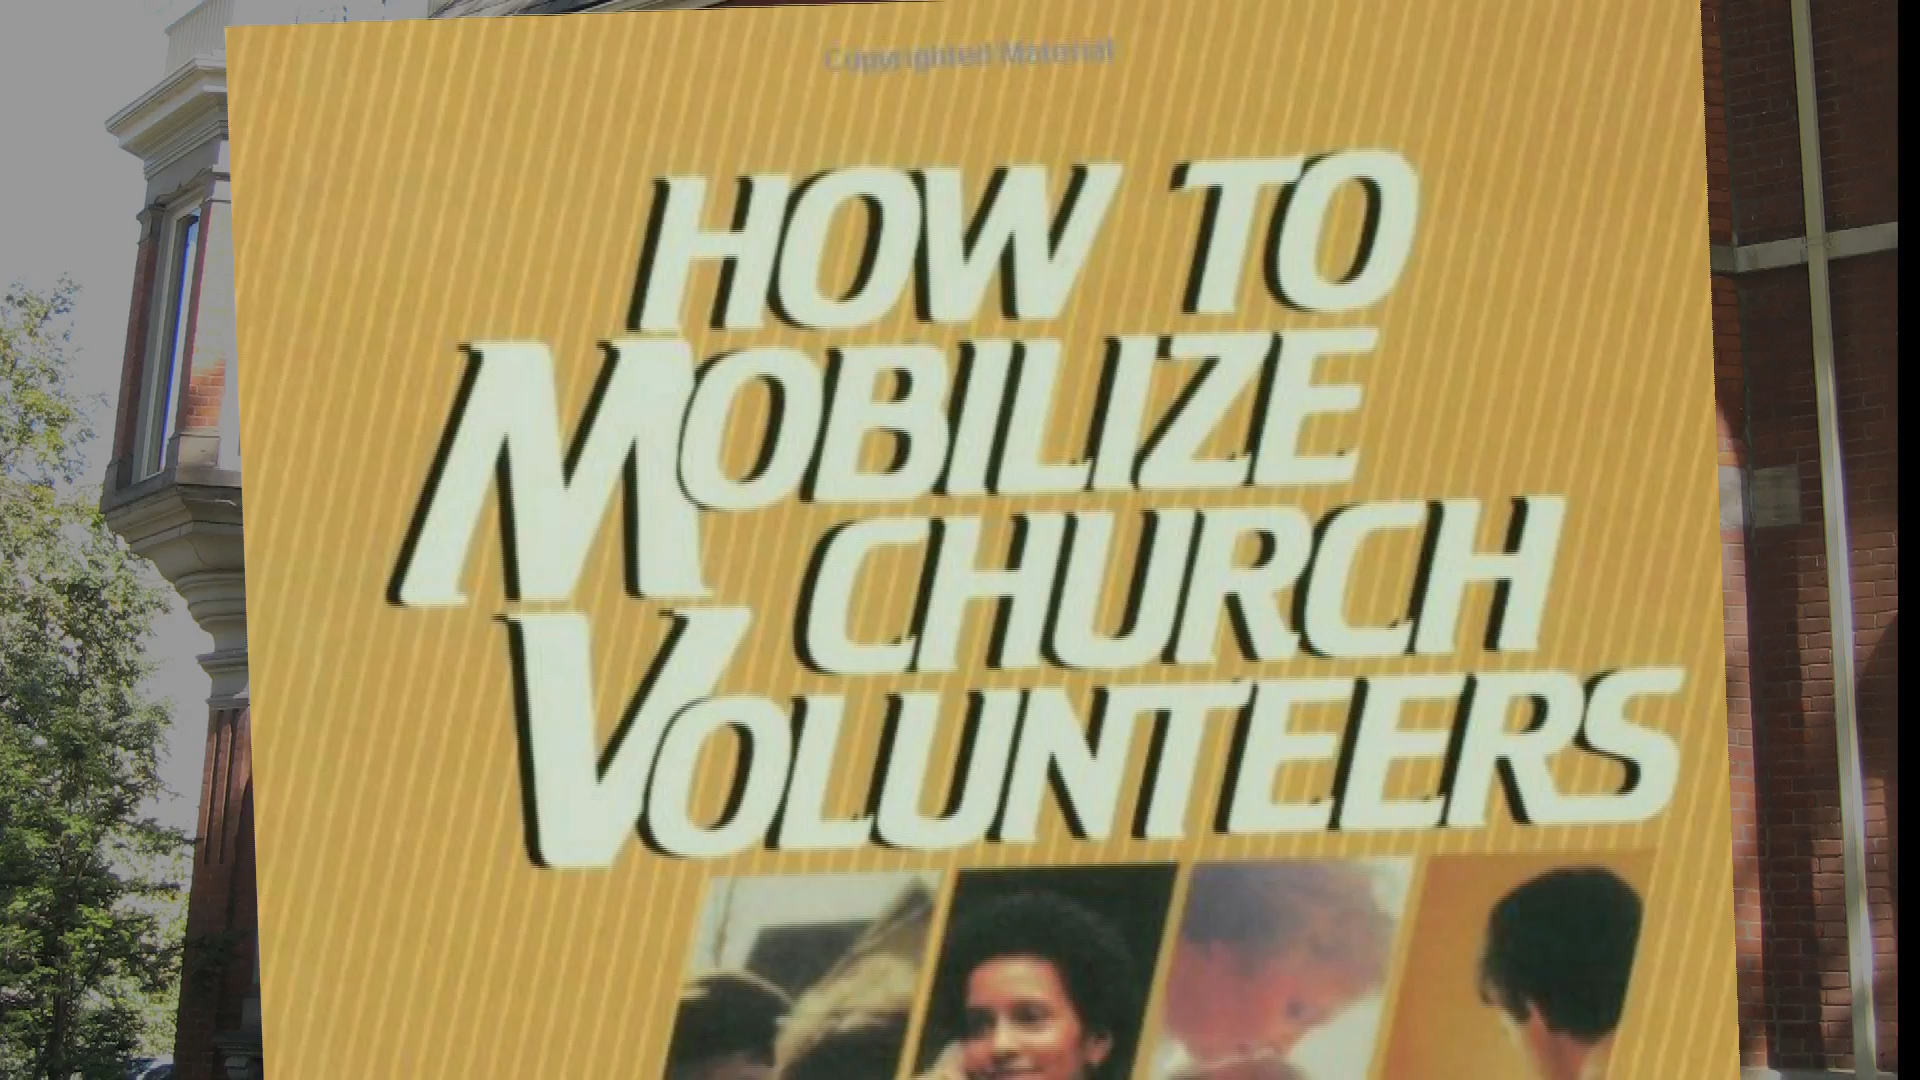 Copyrighted Material
HOW TO
MOBILIZE
CHURCH
VOLUNTEERS